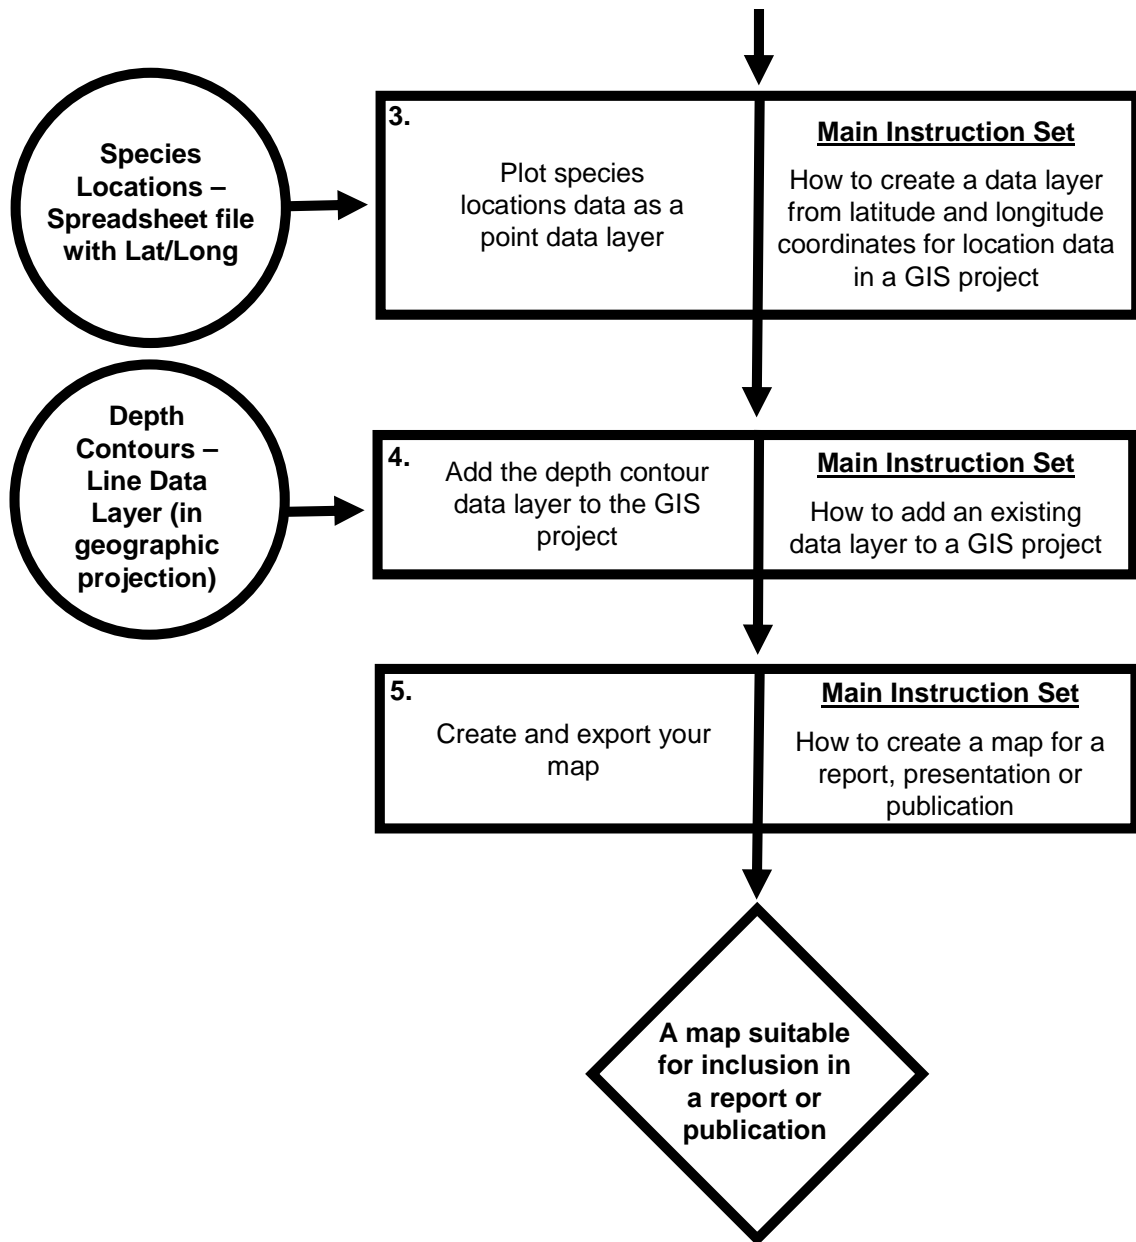 Species
Locations –
Spreadsheet file
with Lat/Long
3.
Plot species
locations data as a
point data layer
Main Instruction Set
How to create a data layer
from latitude and longitude
coordinates for location data
in a GIS project
Depth
Contours –
Line Data
Layer (in
geographic
projection)
4.
Add the depth contour
data layer to the GIS
project
Main Instruction Set
How to add an existing
data layer to a GIS project
5.
Create and export your
map
Main Instruction Set
How to create a map for a
report, presentation or
publication
A map suitable
for inclusion in
a report or
publication